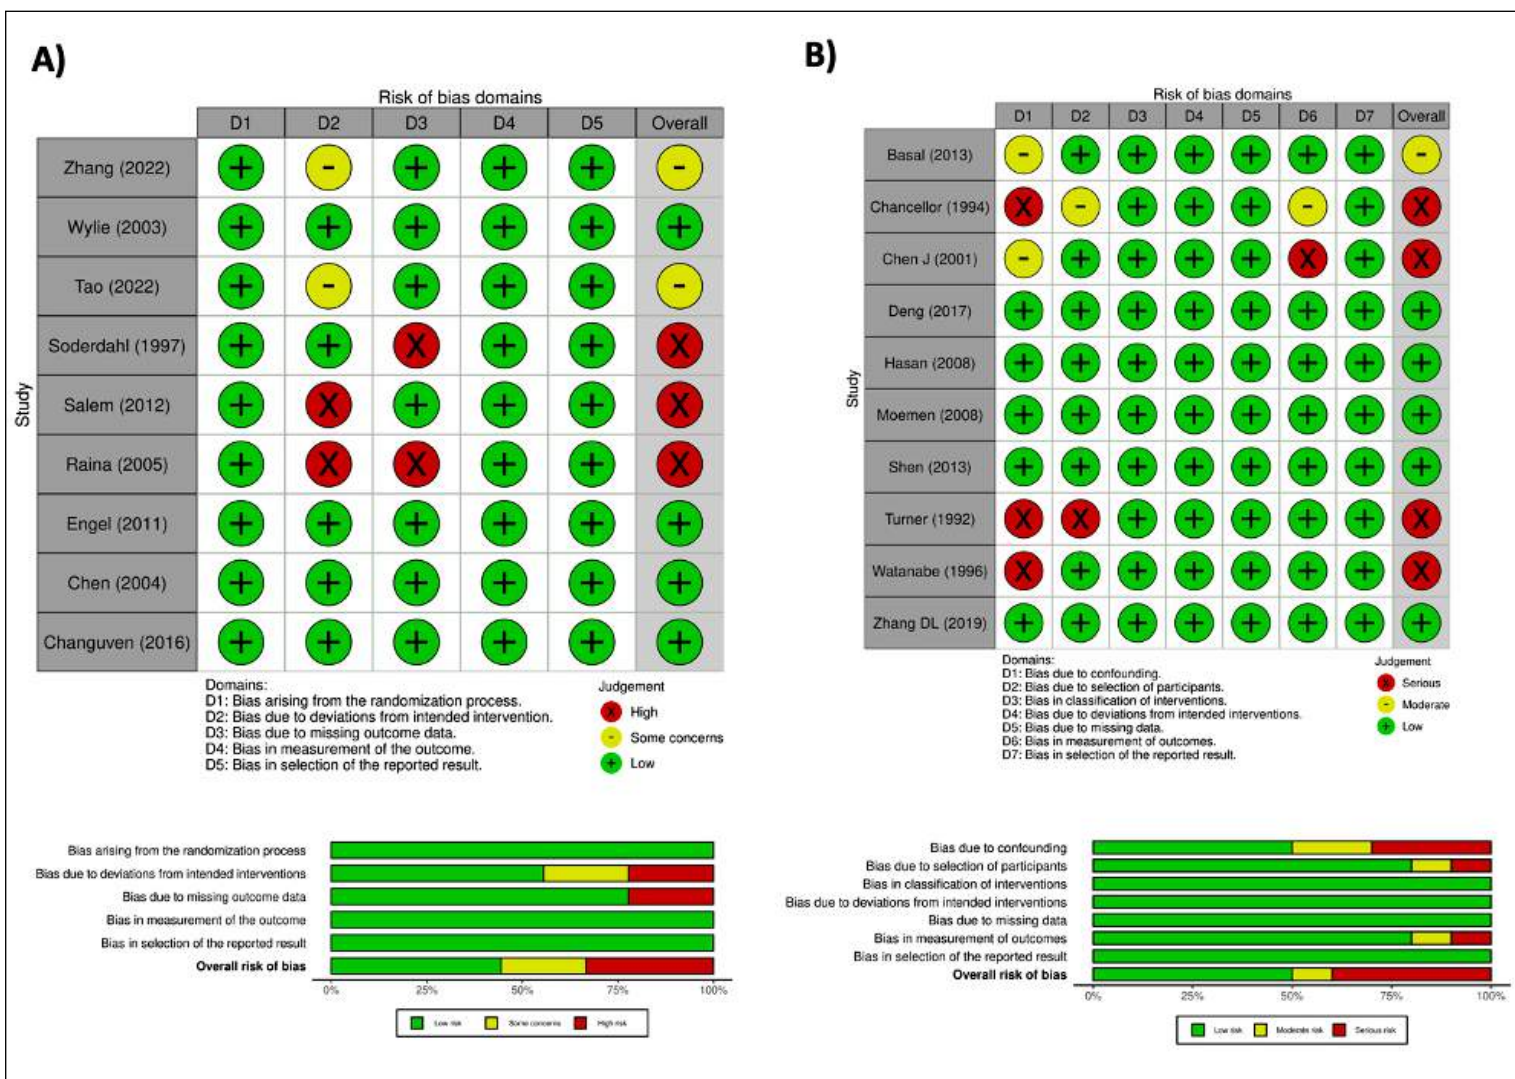 A)
Risk of bias domains
D1 D2 D3 D4 D5 Overall
Study
Zhang (2022) + - + + + -
Wylie (2003) + + + + + +
Tao (2022) + - + + + -
Soderdahl (1997) + + X + + X
Salem (2012) + X + + + X
Raina (2005) + X X + + X
Engel (2011) + + + + + +
Chen (2004) + + + + + +
Changuven (2016) + + + + + +
Domains:
D1: Bias arising from the randomization process.
D2: Bias due to deviations from intended intervention.
D3: Bias due to missing outcome data.
D4: Bias in measurement of the outcome.
D5: Bias in selection of the reported result.
Judgement
X High
- Some concerns
+ Low
Bias arising from the randomization process
Bias due to deviations from intended interventions
Bias due to missing outcome data
Bias in measurement of the outcome
Bias in selection of the reported result
Overall risk of bias
0% 25% 50% 75% 100%
Low risk Some concerns High risk
B)
Risk of bias domains
D1 D2 D3 D4 D5 D6 D7 Overall
Study
Basal (2013) - + + + + + + -
Chancellor (1994) X - + + + - + X
Chen J (2001) - + + + + X + X
Deng (2017) + + + + + + + +
Hasan (2008) + + + + + + + +
Moemen (2008) + + + + + + + +
Shen (2013) + + + + + + + +
Turner (1992) X X + + + + + X
Watanabe (1996) X + + + + + + X
Zhang DL (2019) + + + + + + + +
Domains:
D1: Bias due to confounding.
D2: Bias due to selection of participants.
D3: Bias in classification of interventions.
D4: Bias due to deviations from intended interventions.
D5: Bias due to missing data.
D6: Bias in measurement of outcomes.
D7: Bias in selection of the reported result.
Judgement
X Serious
- Moderate
+ Low
Bias due to confounding
Bias due to selection of participants
Bias in classification of interventions
Bias due to deviations from intended interventions
Bias due to missing data
Bias in measurement of outcomes
Bias in selection of the reported result
Overall risk of bias
0% 25% 50% 75% 100%
Low risk Moderate risk Serious risk